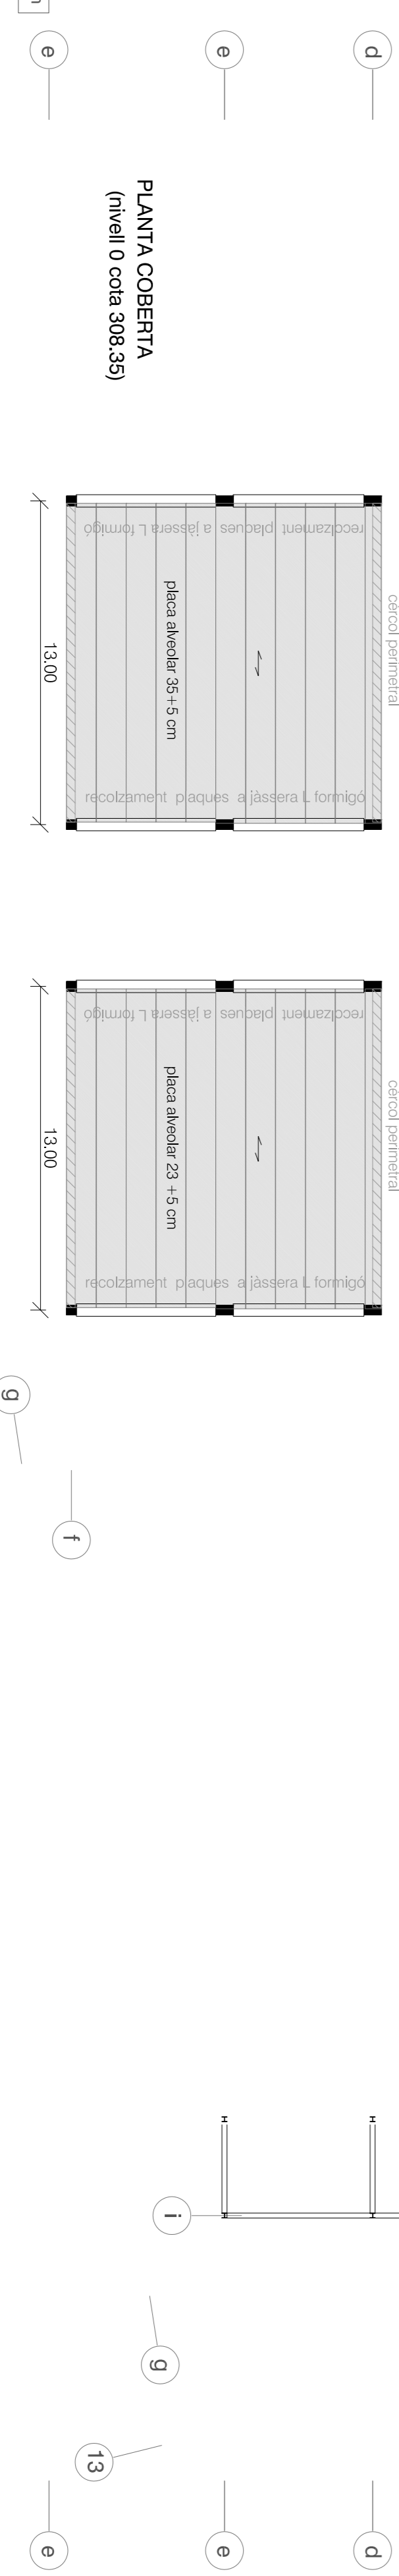 e
e
d
PLANTA COBERTA
(nivell 0 cota 308.35)
cércol perimetral
recolzament plaques a jàssera L formigó
placa alveolar 35+5 cm
recolzament plaques a jàssera L formigó
13.00
cércol perimetral
recolzament plaques a jàssera L formigó
placa alveolar 23 +5 cm
recolzament plaques a jàssera L formigó
13.00
g
f
i
g
13
e
e
d